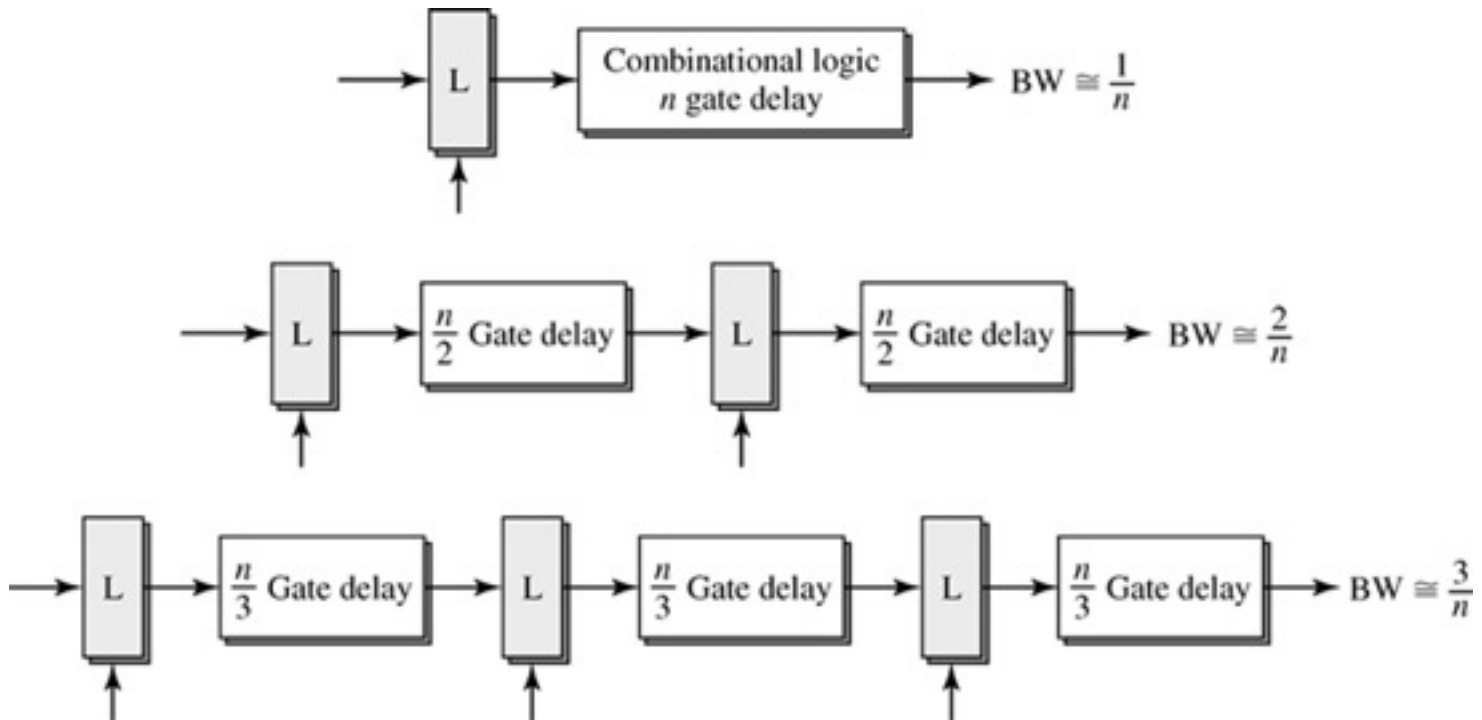 L
Combinational logic
n gate delay
BW ≅ 1/n
L
n/2 Gate delay
L
n/2 Gate delay
BW ≅ 2/n
L
n/3 Gate delay
L
n/3 Gate delay
L
n/3 Gate delay
BW ≅ 3/n